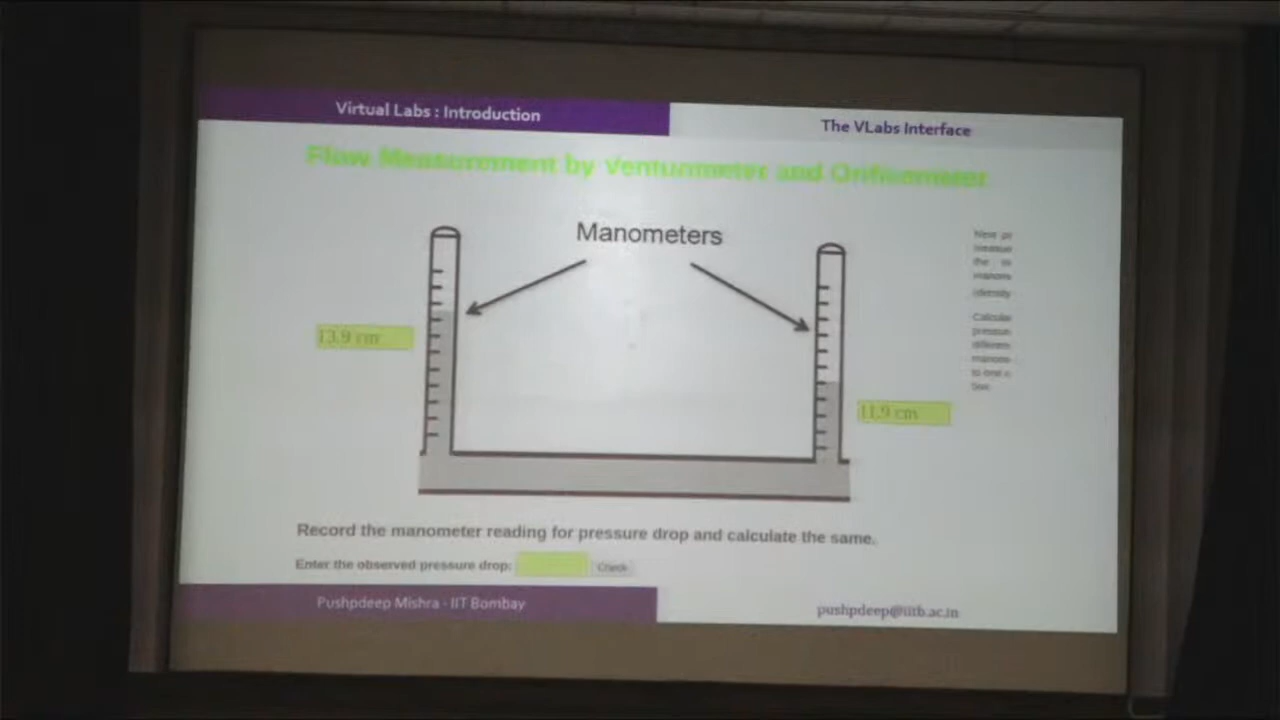 Virtual Labs : Introduction
The VLabs Interface
Flow Measurement by Venturimeter and Orificemeter
Manometers
13.9 cm
11.9 cm
the
Record the manometer reading for pressure drop and calculate the same.
Enter the observed pressure drop:
Check
Pushpdeep Mishra - IIT Bombay
pushpdeep@iitb.ac.in